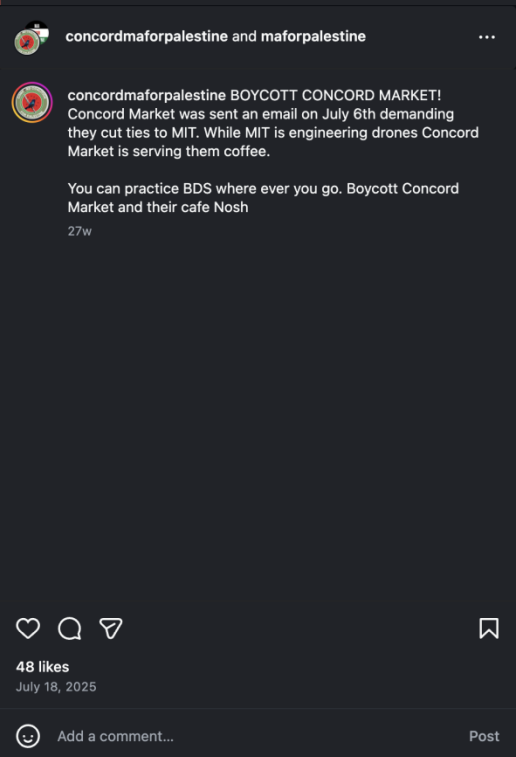 concordmaforpalestine and maforpalestine
concordmaforpalestine BOYCOTT CONCORD MARKET!
Concord Market was sent an email on July 6th demanding
they cut ties to MIT. While MIT is engineering drones Concord
Market is serving them coffee.
You can practice BDS where ever you go. Boycott Concord
Market and their cafe Nosh
27w
48 likes
July 18, 2025
Add a comment...
Post